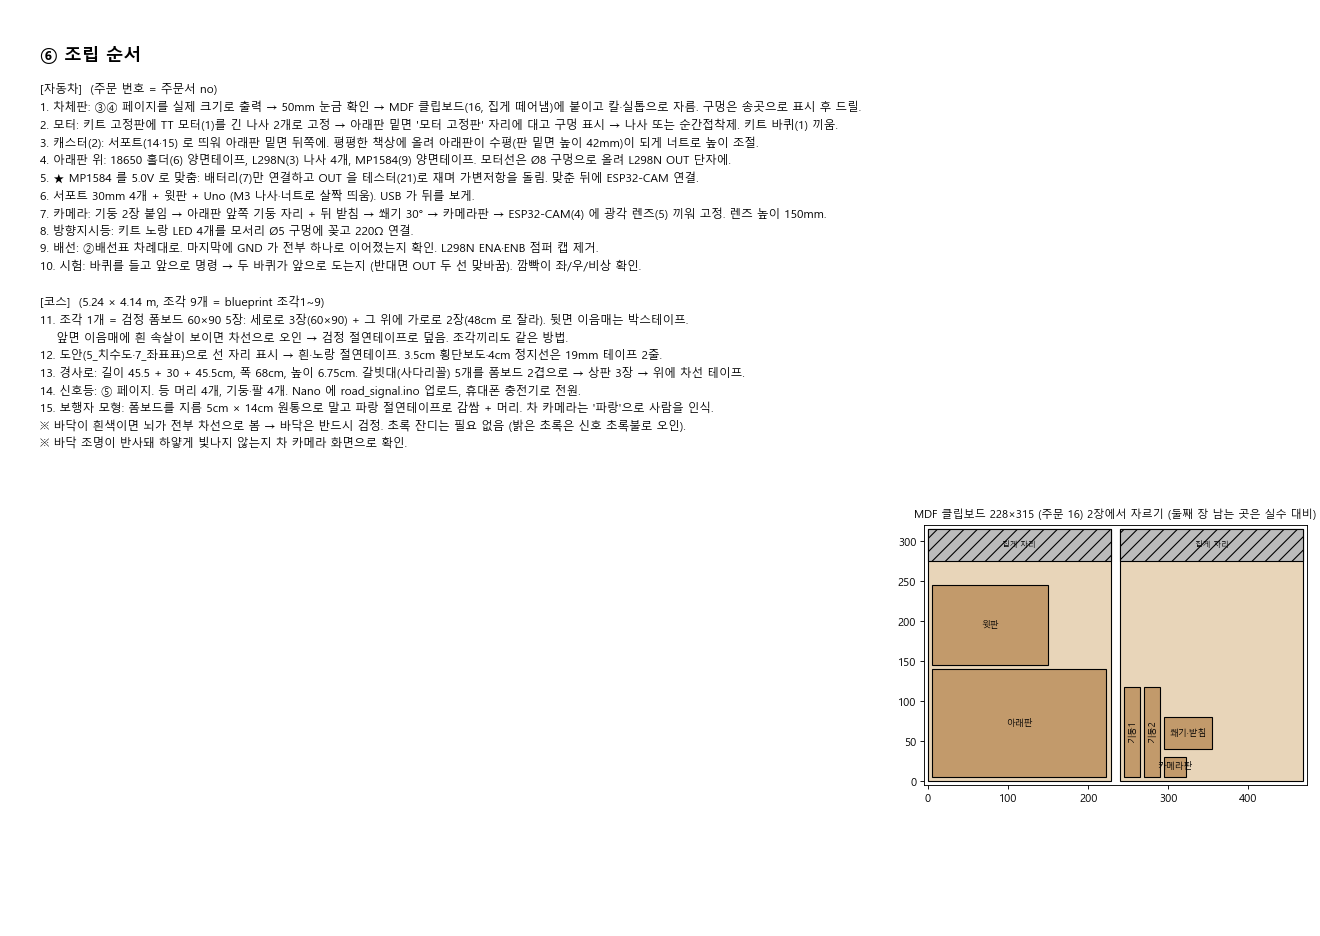 ⑥ 조립 순서
[자동차]  (주문 번호 = 주문서 no)
1. 차체판: ③④ 페이지를 실제 크기로 출력 → 50mm 눈금 확인 → MDF 클립보드(16, 집게 떼어냄)에 붙이고 칼·실톱으로 자름. 구멍은 송곳으로 표시 후 드릴.
2. 모터: 키트 고정판에 TT 모터(1)를 긴 나사 2개로 고정 → 아래판 밑면 '모터 고정판' 자리에 대고 구멍 표시 → 나사 또는 순간접착제. 키트 바퀴(1) 끼움.
3. 캐스터(2): 서포트(14·15) 로 띄워 아래판 밑면 뒤쪽에. 평평한 책상에 올려 아래판이 수평(판 밑면 높이 42mm)이 되게 너트로 높이 조절.
4. 아래판 위: 18650 홀더(6) 양면테이프, L298N(3) 나사 4개, MP1584(9) 양면테이프. 모터선은 Ø8 구멍으로 올려 L298N OUT 단자에.
5. ★ MP1584 를 5.0V 로 맞춤: 배터리(7)만 연결하고 OUT 을 테스터(21)로 재며 가변저항을 돌림. 맞춘 뒤에 ESP32-CAM 연결.
6. 서포트 30mm 4개 + 윗판 + Uno (M3 나사·너트로 살짝 띄움). USB 가 뒤를 보게.
7. 카메라: 기둥 2장 붙임 → 아래판 앞쪽 기둥 자리 + 뒤 받침 → 쐐기 30° → 카메라판 → ESP32-CAM(4) 에 광각 렌즈(5) 끼워 고정. 렌즈 높이 150mm.
8. 방향지시등: 키트 노랑 LED 4개를 모서리 Ø5 구멍에 꽂고 220Ω 연결.
9. 배선: ②배선표 차례대로. 마지막에 GND 가 전부 하나로 이어졌는지 확인. L298N ENA·ENB 점퍼 캡 제거.
10. 시험: 바퀴를 들고 앞으로 명령 → 두 바퀴가 앞으로 도는지 (반대면 OUT 두 선 맞바꿈). 깜빡이 좌/우/비상 확인.
[코스]  (5.24 × 4.14 m, 조각 9개 = blueprint 조각1~9)
11. 조각 1개 = 검정 폼보드 60×90 5장: 세로로 3장(60×90) + 그 위에 가로로 2장(48cm 로 잘라). 뒷면 이음매는 박스테이프.
앞면 이음매에 흰 속살이 보이면 차선으로 오인 → 검정 절연테이프로 덮음. 조각끼리도 같은 방법.
12. 도안(5_치수도·7_좌표표)으로 선 자리 표시 → 흰·노랑 절연테이프. 3.5cm 횡단보도·4cm 정지선은 19mm 테이프 2줄.
13. 경사로: 길이 45.5 + 30 + 45.5cm, 폭 68cm, 높이 6.75cm. 갈빗대(사다리꼴) 5개를 폼보드 2겹으로 → 상판 3장 → 위에 차선 테이프.
14. 신호등: ⑤ 페이지. 등 머리 4개, 기둥·팔 4개. Nano 에 road_signal.ino 업로드, 휴대폰 충전기로 전원.
15. 보행자 모형: 폼보드를 지름 5cm × 14cm 원통으로 말고 파랑 절연테이프로 감쌈 + 머리. 차 카메라는 '파랑'으로 사람을 인식.
※ 바닥이 흰색이면 뇌가 전부 차선으로 봄 → 바닥은 반드시 검정. 초록 잔디는 필요 없음 (밝은 초록은 신호 초록불로 오인).
※ 바닥 조명이 반사돼 하얗게 빛나지 않는지 차 카메라 화면으로 확인.
MDF 클립보드 228×315 (주문 16) 2장에서 자르기 (둘째 장 남는 곳은 실수 대비)
집게 자리
집게 자리
윗판
아래판
기둥1
기둥2
쐐기·받침
카메라판
300
250
200
150
100
50
0
0
100
200
300
400